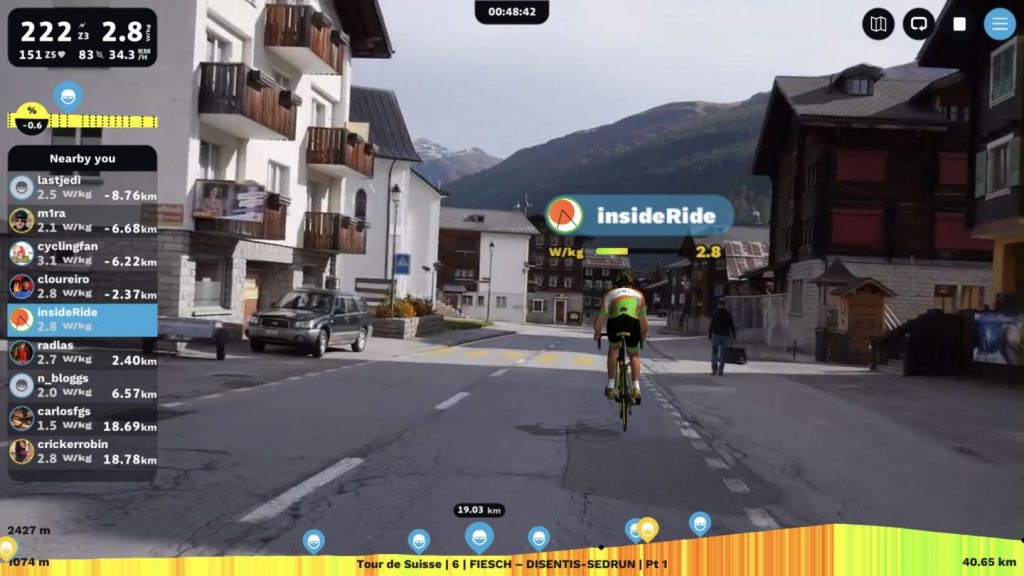 00:48:42
222 Z3 2.8 PW/KG
151 Z5 83 34.3 KM/H
%
-0.6
Nearby you
lastjedi
2.5 W/kg -8.76km
m1ra
2.1 W/kg -6.68km
cyclingfan
3.1 W/kg -6.22km
cloureiro
2.8 W/kg -2.37km
insideRide
2.8 W/kg
radlas
2.7 W/kg 2.40km
n_bloggs
2.0 W/kg 6.57km
carlosfgs
1.5 W/kg 18.69km
crickerrobin
2.8 W/kg 18.78km
insideRide
W/kg 2.8
19.03 km
2427 m
1074 m
Tour de Suisse | 6 | FIESCH – DISENTIS-SEDRUN | Pt 1
40.65 km